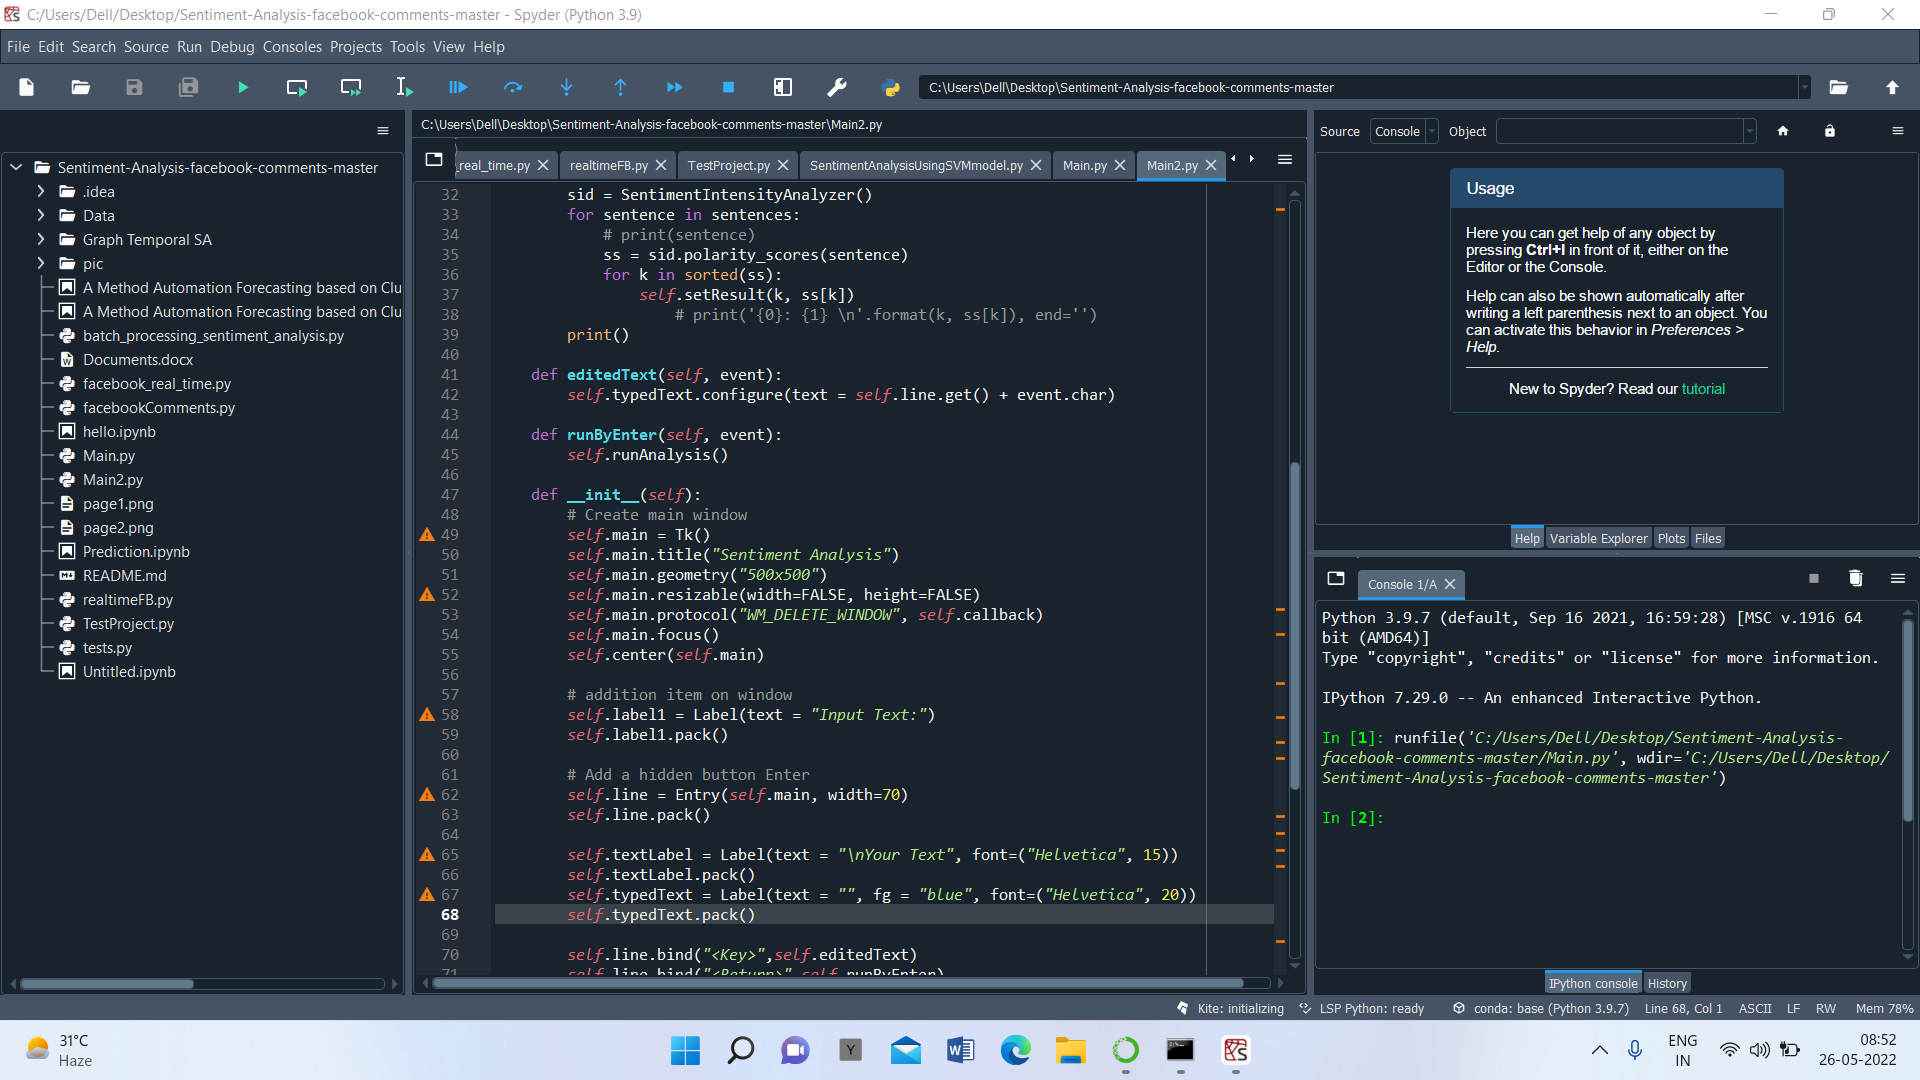 C:/Users/Dell/Desktop/Sentiment-Analysis-facebook-comments-master - Spyder (Python 3.9)
File Edit Search Source Run Debug Consoles Projects Tools View Help
C:\Users\Dell\Desktop\Sentiment-Analysis-facebook-comments-master
Sentiment-Analysis-facebook-comments-master
.idea
Data
Graph Temporal SA
pic
A Method Automation Forecasting based on Clu
A Method Automation Forecasting based on Clu
batch_processing_sentiment_analysis.py
Documents.docx
facebook_real_time.py
facebookComments.py
hello.ipynb
Main.py
Main2.py
page1.png
page2.png
Prediction.ipynb
README.md
realtimeFB.py
TestProject.py
tests.py
Untitled.ipynb
C:\Users\Dell\Desktop\Sentiment-Analysis-facebook-comments-master\Main2.py
_real_time.py realtimeFB.py TestProject.py SentimentAnalysisUsingSVMmodel.py Main.py Main2.py
32 sid = SentimentIntensityAnalyzer()
33 for sentence in sentences:
34 # print(sentence)
35 ss = sid.polarity_scores(sentence)
36 for k in sorted(ss):
37 self.setResult(k, ss[k])
38 # print('{0}: {1} \n'.format(k, ss[k]), end='')
39 print()
40
41 def editedText(self, event):
42 self.typedText.configure(text = self.line.get() + event.char)
43
44 def runByEnter(self, event):
45 self.runAnalysis()
46
47 def __init__(self):
48 # Create main window
49 self.main = Tk()
50 self.main.title("Sentiment Analysis")
51 self.main.geometry("500x500")
52 self.main.resizable(width=FALSE, height=FALSE)
53 self.main.protocol("WM_DELETE_WINDOW", self.callback)
54 self.main.focus()
55 self.center(self.main)
56
57 # addition item on window
58 self.label1 = Label(text = "Input Text:")
59 self.label1.pack()
60
61 # Add a hidden button Enter
62 self.line = Entry(self.main, width=70)
63 self.line.pack()
64
65 self.textLabel = Label(text = "\nYour Text", font=("Helvetica", 15))
66 self.textLabel.pack()
67 self.typedText = Label(text = "", fg = "blue", font=("Helvetica", 20))
68 self.typedText.pack()
69
70 self.line.bind("<Key>",self.editedText)
71 self.line.bind("<Return>",self.runByEnter)
Source Console Object
Usage
Here you can get help of any object by
pressing Ctrl+I in front of it, either on the
Editor or the Console.
Help can also be shown automatically after
writing a left parenthesis next to an object. You
can activate this behavior in Preferences >
Help.
New to Spyder? Read our tutorial
Help Variable Explorer Plots Files
Console 1/A
Python 3.9.7 (default, Sep 16 2021, 16:59:28) [MSC v.1916 64
bit (AMD64)]
Type "copyright", "credits" or "license" for more information.
IPython 7.29.0 -- An enhanced Interactive Python.
In [1]: runfile('C:/Users/Dell/Desktop/Sentiment-Analysis-
facebook-comments-master/Main.py', wdir='C:/Users/Dell/Desktop/
Sentiment-Analysis-facebook-comments-master')
In [2]:
IPython console History
Kite: initializing LSP Python: ready conda: base (Python 3.9.7) Line 68, Col 1 ASCII LF RW Mem 78%
31°C
Haze
ENG
IN
08:52
26-05-2022